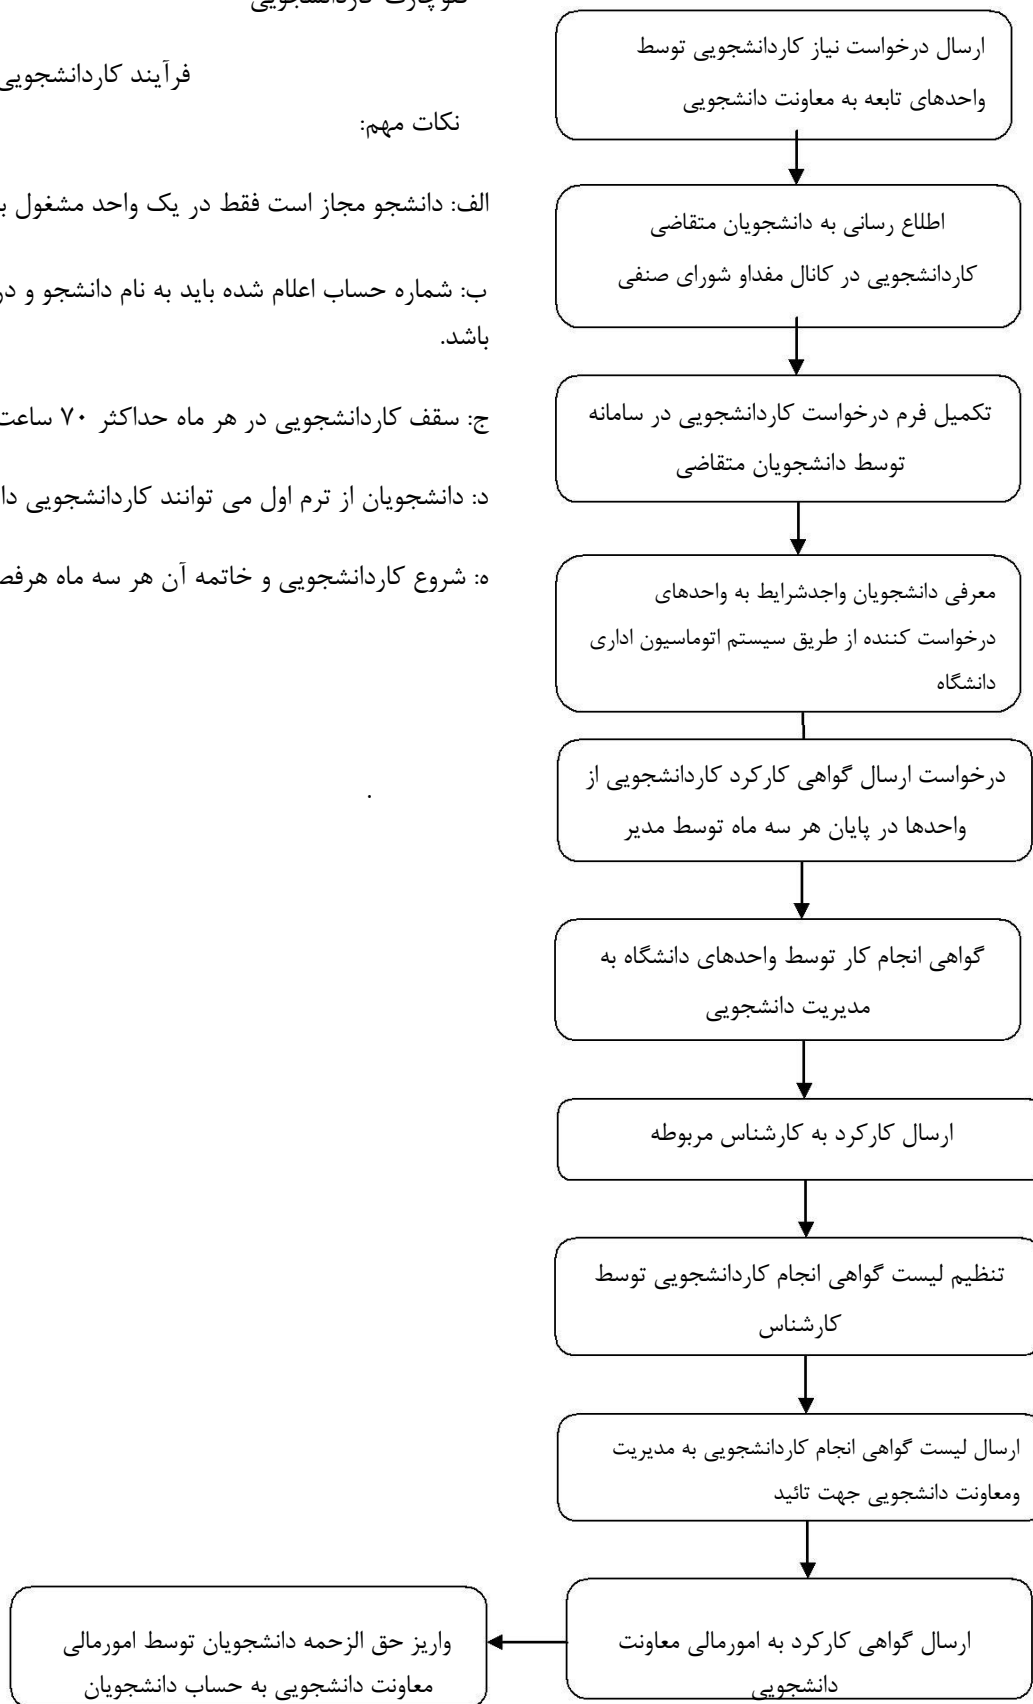 فلوچارت کاردانشجویی
فرآیند کاردانشجویی
نکات مهم:
الف: دانشجو مجاز است فقط در یک واحد مشغول
ب: شماره حساب اعلام شده باید به نام دانشجو و در
باشد.
ج: سقف کاردانشجویی در هر ماه حداکثر ۷۰ ساعت
د: دانشجویان از ترم اول می توانند کاردانشجویی
ه: شروع کاردانشجویی و خاتمه آن هر سه ماه
.
ارسال درخواست نیاز کاردانشجویی توسط
واحدهای تابعه به معاونت دانشجویی
اطلاع رسانی به دانشجویان متقاضی
کاردانشجویی در کانال مفداو شورای صنفی
تکمیل فرم درخواست کاردانشجویی در سامانه
توسط دانشجویان متقاضی
معرفی دانشجویان واجدشرایط به واحدهای
درخواست کننده از طریق سیستم اتوماسیون اداری
دانشگاه
درخواست ارسال گواهی کارکرد کاردانشجویی از
واحدها در پایان هر سه ماه توسط مدیر
گواهی انجام کار توسط واحدهای دانشگاه به
مدیریت دانشجویی
ارسال کارکرد به کارشناس مربوطه
تنظیم لیست گواهی انجام کاردانشجویی توسط
کارشناس
ارسال لیست گواهی انجام کاردانشجویی به مدیریت
ومعاونت دانشجویی جهت تائید
ارسال گواهی کارکرد به امورمالی معاونت
دانشجویی
واریز حق الزحمه دانشجویان توسط امورمالی
معاونت دانشجویی به حساب دانشجویان